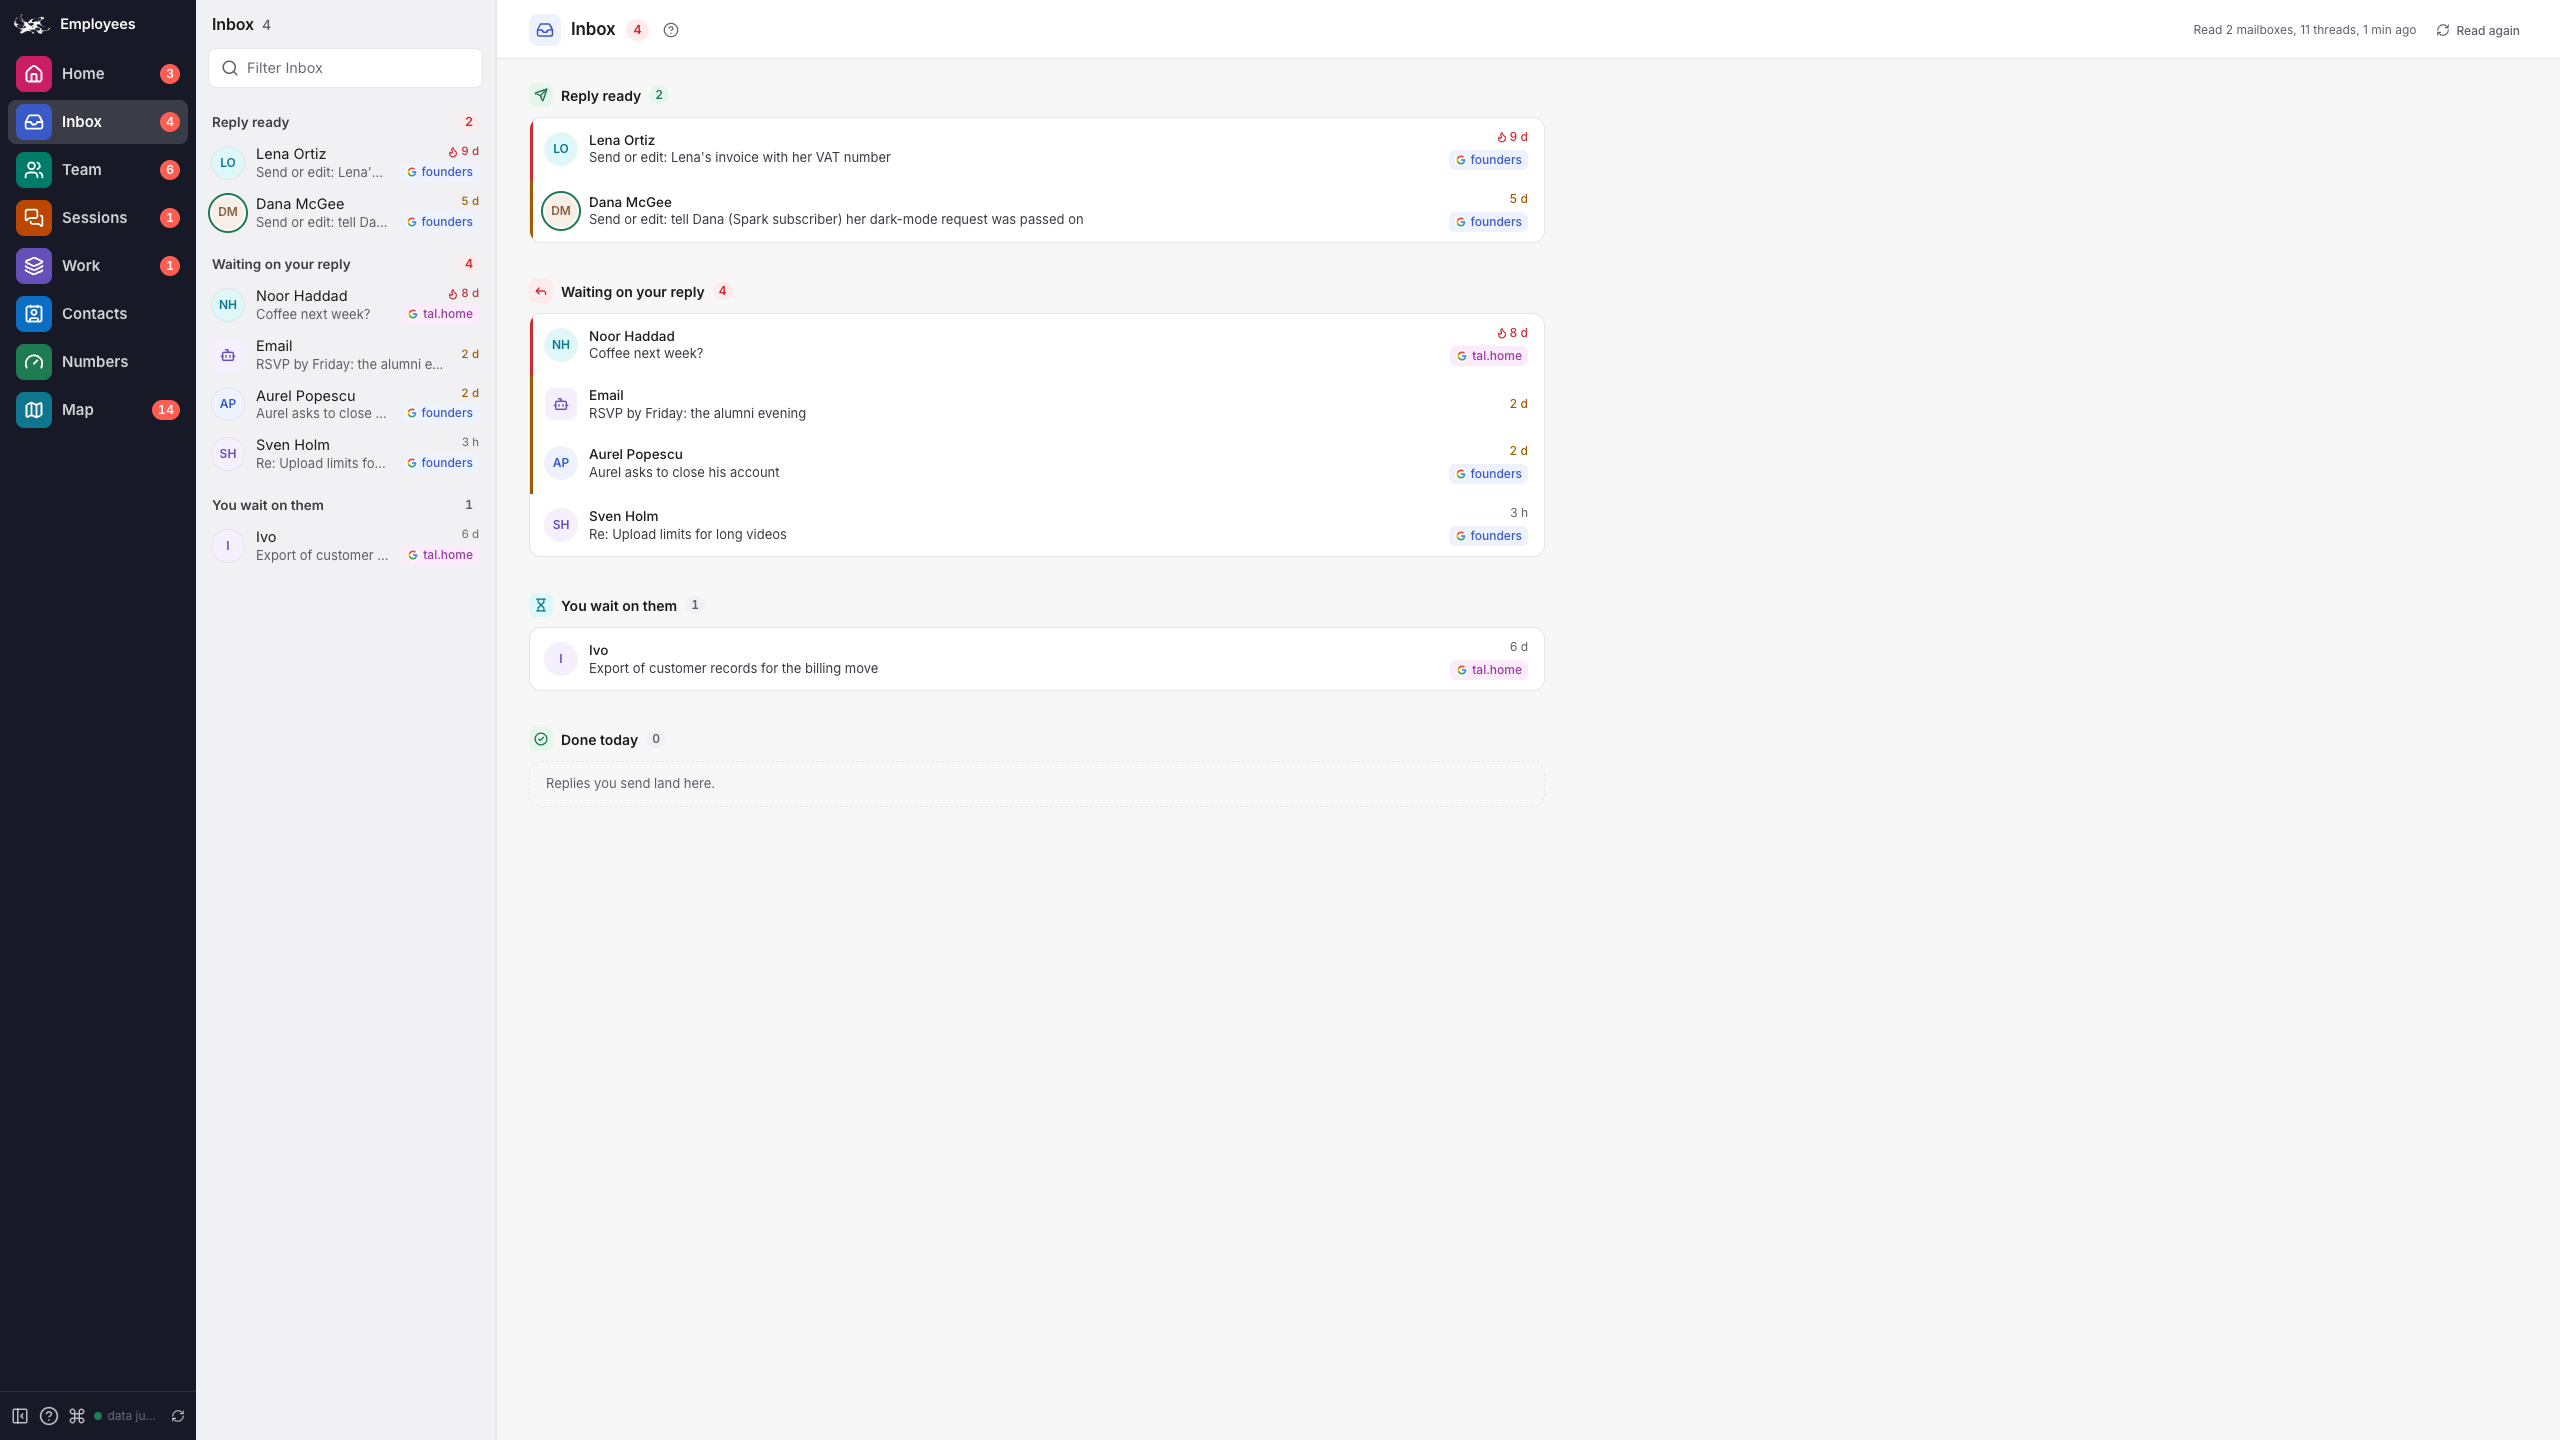 Employees
Home 3
Inbox 4
Team 6
Sessions 1
Work 1
Contacts
Numbers
Map 14
data ju...
Inbox 4
Filter Inbox
Reply ready 2
LO Lena Ortiz 9 d
Send or edit: Lena'... founders
DM Dana McGee 5 d
Send or edit: tell Da... founders
Waiting on your reply 4
NH Noor Haddad 8 d
Coffee next week? tal.home
Email
RSVP by Friday: the alumni e... 2 d
AP Aurel Popescu 2 d
Aurel asks to close ... founders
SH Sven Holm 3 h
Re: Upload limits fo... founders
You wait on them 1
I Ivo 6 d
Export of customer ... tal.home
Inbox 4
Read 2 mailboxes, 11 threads, 1 min ago Read again
Reply ready 2
LO Lena Ortiz 9 d
Send or edit: Lena's invoice with her VAT number founders
DM Dana McGee 5 d
Send or edit: tell Dana (Spark subscriber) her dark-mode request was passed on founders
Waiting on your reply 4
NH Noor Haddad 8 d
Coffee next week? tal.home
Email
RSVP by Friday: the alumni evening 2 d
AP Aurel Popescu 2 d
Aurel asks to close his account founders
SH Sven Holm 3 h
Re: Upload limits for long videos founders
You wait on them 1
I Ivo 6 d
Export of customer records for the billing move tal.home
Done today 0
Replies you send land here.